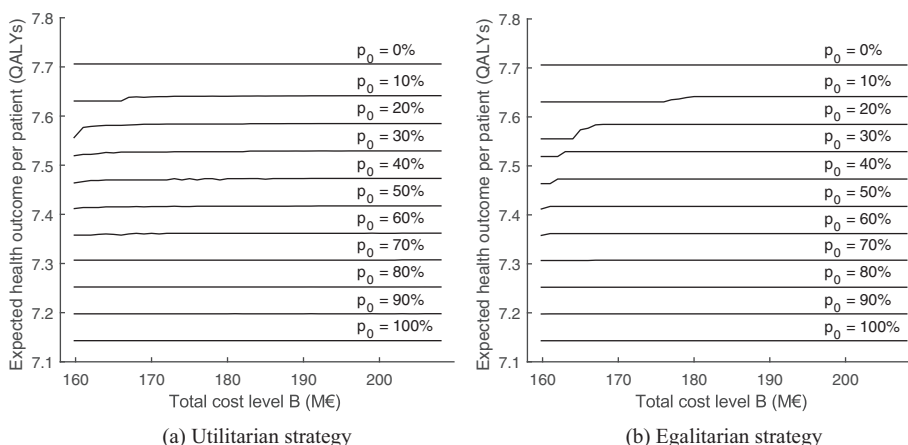 7.8
7.7
7.6
7.5
7.4
7.3
7.2
7.1
Expected health outcome per patient (QALYs)
p0 = 0%
p0 = 10%
p0 = 20%
p0 = 30%
p0 = 40%
p0 = 50%
p0 = 60%
p0 = 70%
p0 = 80%
p0 = 90%
p0 = 100%
160 170 180 190 200
Total cost level B (M€)
(a) Utilitarian strategy
7.8
7.7
7.6
7.5
7.4
7.3
7.2
7.1
Expected health outcome per patient (QALYs)
p0 = 0%
p0 = 10%
p0 = 20%
p0 = 30%
p0 = 40%
p0 = 50%
p0 = 60%
p0 = 70%
p0 = 80%
p0 = 90%
p0 = 100%
160 170 180 190 200
Total cost level B (M€)
(b) Egalitarian strategy